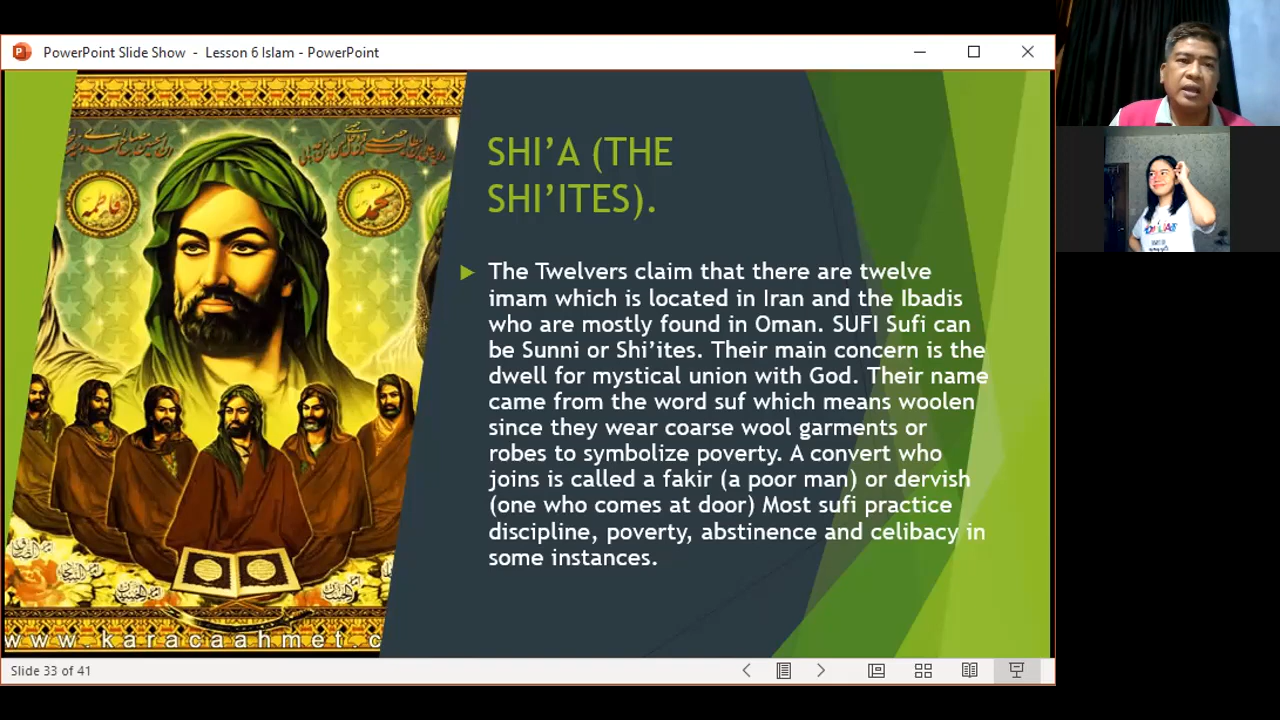 PowerPoint Slide Show - Lesson 6 Islam - PowerPoint
SHI’A (THE
SHI’ITES).
The Twelvers claim that there are twelve
imam which is located in Iran and the Ibadis
who are mostly found in Oman. SUFI Sufi can
be Sunni or Shi’ites. Their main concern is the
dwell for mystical union with God. Their name
came from the word suf which means woolen
since they wear coarse wool garments or
robes to symbolize poverty. A convert who
joins is called a fakir (a poor man) or dervish
(one who comes at door) Most sufi practice
discipline, poverty, abstinence and celibacy in
some instances.
فاطمه
محمد
www.karacaahmet.c
Slide 33 of 41